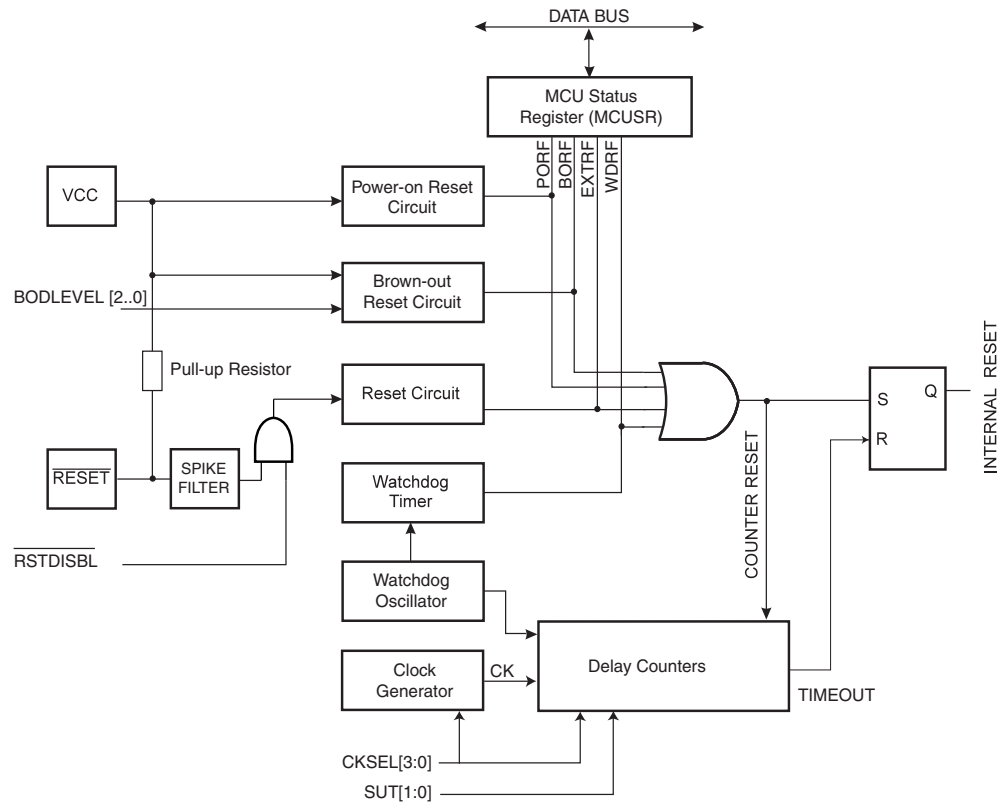 DATA BUS
MCU Status
Register (MCUSR)
PORF
BORF
EXTRF
WDRF
VCC
Power-on Reset
Circuit
BODLEVEL [2..0]
Brown-out
Reset Circuit
Pull-up Resistor
Reset Circuit
S
Q
R
INTERNAL RESET
RESET
SPIKE
FILTER
Watchdog
Timer
COUNTER RESET
RSTDISBL
Watchdog
Oscillator
Clock
Generator
CK
Delay Counters
TIMEOUT
CKSEL[3:0]
SUT[1:0]